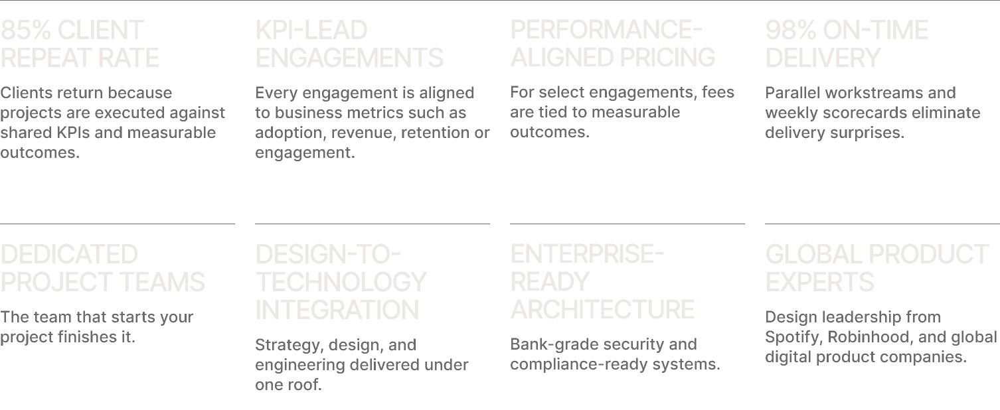 85% CLIENT
REPEAT RATE
Clients return because
projects are executed against
shared KPIs and measurable
outcomes.
KPI-LEAD
ENGAGEMENTS
Every engagement is aligned
to business metrics such as
adoption, revenue, retention or
engagement.
PERFORMANCE-
ALIGNED PRICING
For select engagements, fees
are tied to measurable
outcomes.
98% ON-TIME
DELIVERY
Parallel workstreams and
weekly scorecards eliminate
delivery surprises.
DEDICATED
PROJECT TEAMS
The team that starts your
project finishes it.
DESIGN-TO-
TECHNOLOGY
INTEGRATION
Strategy, design, and
engineering delivered under
one roof.
ENTERPRISE-
READY
ARCHITECTURE
Bank-grade security and
compliance-ready systems.
GLOBAL PRODUCT
EXPERTS
Design leadership from
Spotify, Robinhood, and global
digital product companies.